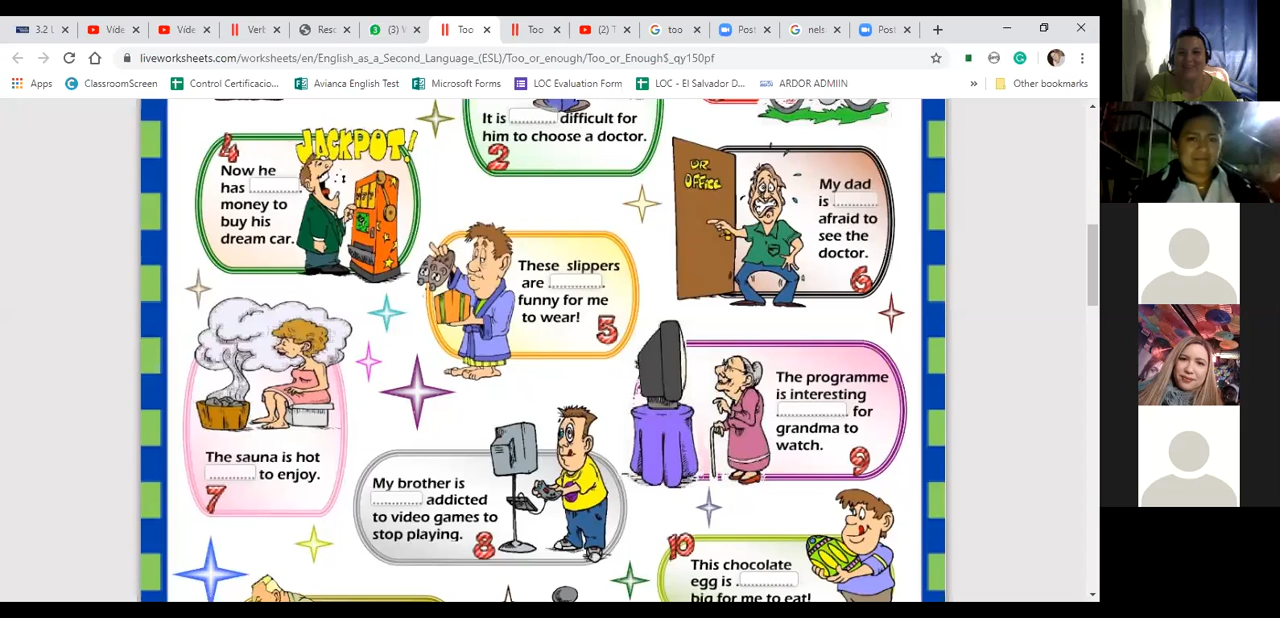 3.2 L
Víde
Víde
Verb
Reso
(3) V
Too
Too
(2) T
too
Post
nels
Post
liveworksheets.com/worksheets/en/English_as_a_Second_Language_(ESL)/Too_or_enough/Too_or_Enough$_qy150pf
Apps
ClassroomScreen
Control Certificacio...
Avianca English Test
Microsoft Forms
LOC Evaluation Form
LOC - El Salvador D...
ARDOR ADMIIN
»
Other bookmarks
It is ............ difficult for
him to choose a doctor.
2
4
JACKPOT!
Now he
has ............
money to
buy his
dream car.
DR
OFFICE
My dad
is ............
afraid to
see the
doctor.
6
These slippers
are ............
funny for me
to wear!
5
The sauna is hot
............ to enjoy.
7
My brother is
............ addicted
to video games to
stop playing.
8
The programme
is interesting
............ for
grandma to
watch.
9
10
This chocolate
egg is ............
big for me to eat!